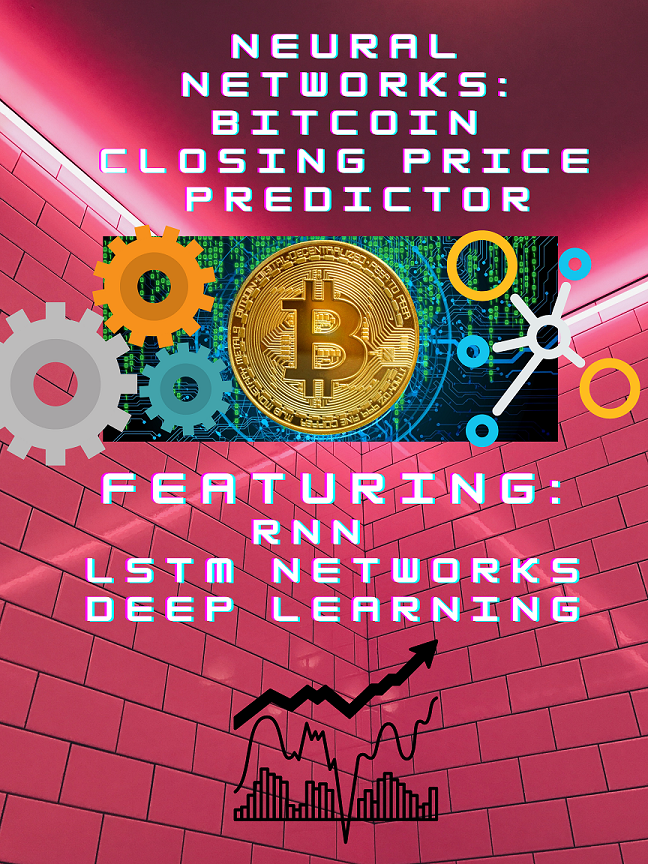 NEURAL
NETWORKS:
BITCOIN
CLOSING PRICE
PREDICTOR
FEATURING:
RNN
LSTM NETWORKS
DEEP LEARNING